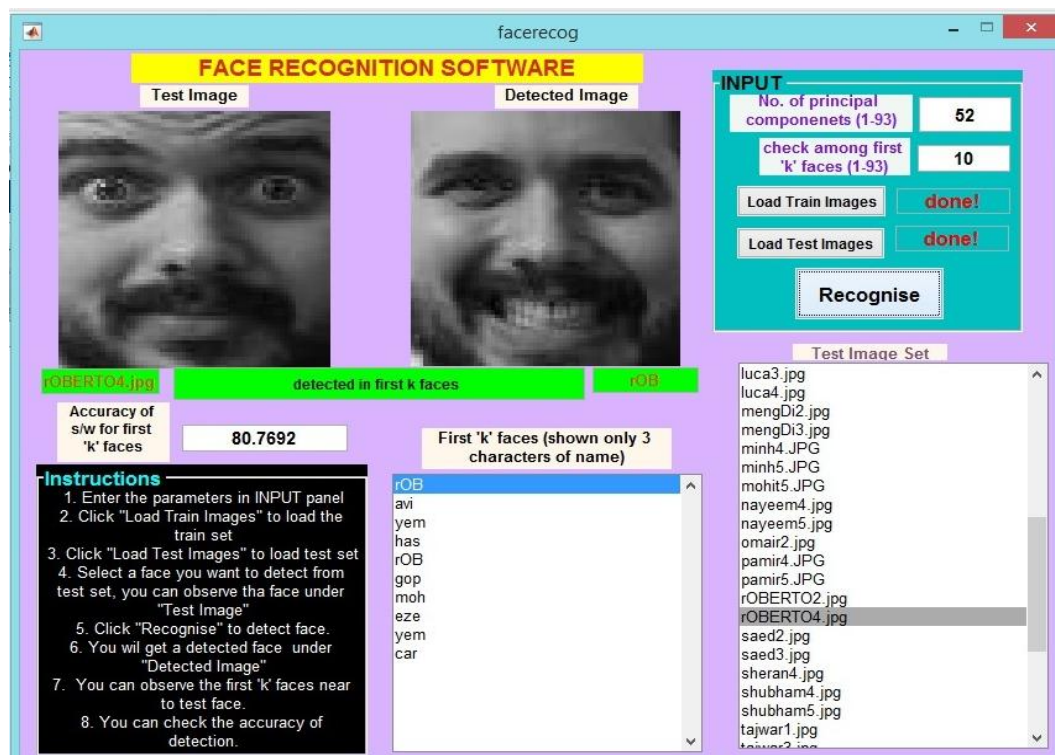 facerecog
FACE RECOGNITION SOFTWARE
Test Image
Detected Image
rOBERTO4.jpg
detected in first k faces
rOB
Accuracy of
s/w for first
'k' faces
80.7692
Instructions
1. Enter the parameters in INPUT panel
2. Click "Load Train Images" to load the
train set
3. Click "Load Test Images" to load test set
4. Select a face you want to detect from
test set, you can observe tha face under
"Test Image"
5. Click "Recognise" to detect face.
6. You wil get a detected face under
"Detected Image"
7. You can observe the first 'k' faces near
to test face.
8. You can check the accuracy of
detection.
First 'k' faces (shown only 3
characters of name)
rOB
avi
yem
has
rOB
gop
moh
eze
yem
car
INPUT
No. of principal
componenets (1-93)
52
check among first
'k' faces (1-93)
10
Load Train Images
done!
Load Test Images
done!
Recognise
Test Image Set
luca3.jpg
luca4.jpg
mengDi2.jpg
mengDi3.jpg
minh4.JPG
minh5.JPG
mohit5.JPG
nayeem4.jpg
nayeem5.jpg
omair2.jpg
pamir4.JPG
pamir5.JPG
rOBERTO2.jpg
rOBERTO4.jpg
saed2.jpg
saed3.jpg
sheran4.jpg
shubham4.jpg
shubham5.jpg
tajwar1.jpg